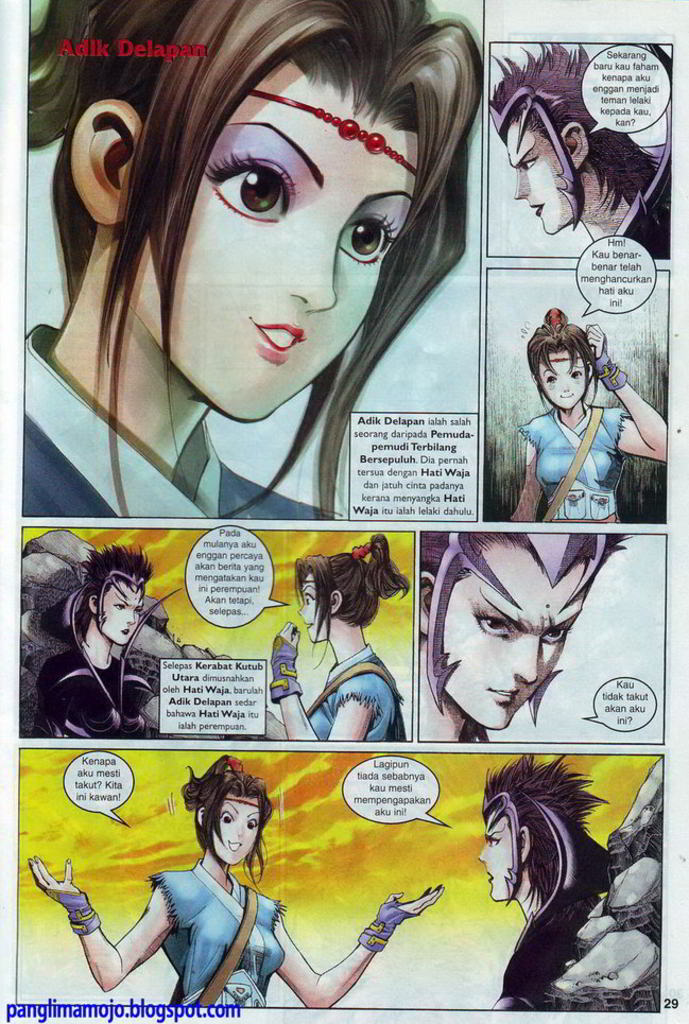 Adik Delapan
Sekarang
baru kau faham
kenapa aku
enggan menjadi
teman lelaki
kepada kau,
kan?
Hm!
Kau benar-
benar telah
menghancurkan
hati aku
ini!
Adik Delapan ialah salah
seorang daripada Pemuda-
pemudi Terbilang
Bersepuluh. Dia pernah
tersua dengan Hati Waja
dan jatuh cinta padanya
kerana menyangka Hati
Waja itu ialah lelaki dahulu.
Pada
mulanya aku
enggan percaya
akan berita yang
mengatakan kau
ini perempuan!
Akan tetapi,
selepas...
Selepas Kerabat Kutub
Utara dimusnahkan
oleh Hati Waja, barulah
Adik Delapan sedar
bahawa Hati Waja itu
ialah perempuan.
Kau
tidak takut
akan aku
ini?
Kenapa
aku mesti
takut? Kita
ini kawan!
Lagipun
tiada sebabnya
kau mesti
mempengapakan
aku ini!
29
panglimamojo.blogspot.com